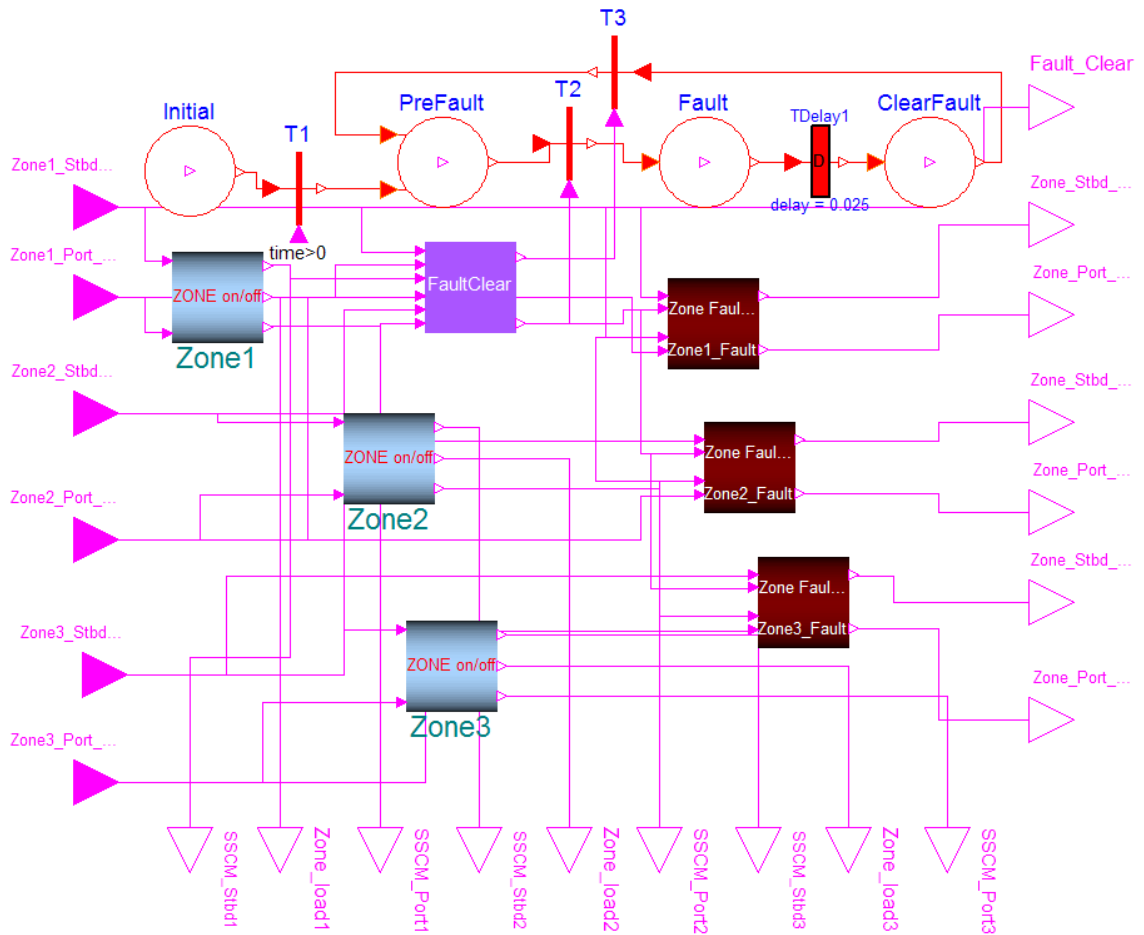 T3
Fault_Clear
Initial
T1
PreFault
T2
Fault
TDelay1
ClearFault
D
delay = 0.025
Zone1_Stbd...
time>0
Zone_Stbd_...
Zone1_Port_...
ZONE on/off
Zone1
FaultClear
Zone Faul...
Zone1_Fault
Zone_Port_...
Zone2_Stbd...
ZONE on/off
Zone2
Zone Faul...
Zone2_Fault
Zone_Stbd_...
Zone2_Port_...
Zone_Port_...
Zone Faul...
Zone3_Fault
Zone_Stbd_...
Zone3_Stbd...
ZONE on/off
Zone3
Zone_Port_...
Zone3_Port_...
SSCM_Stbd1
Zone_load1
SSCM_Port1
SSCM_Stbd2
Zone_load2
SSCM_Port2
SSCM_Stbd3
Zone_load3
SSCM_Port3